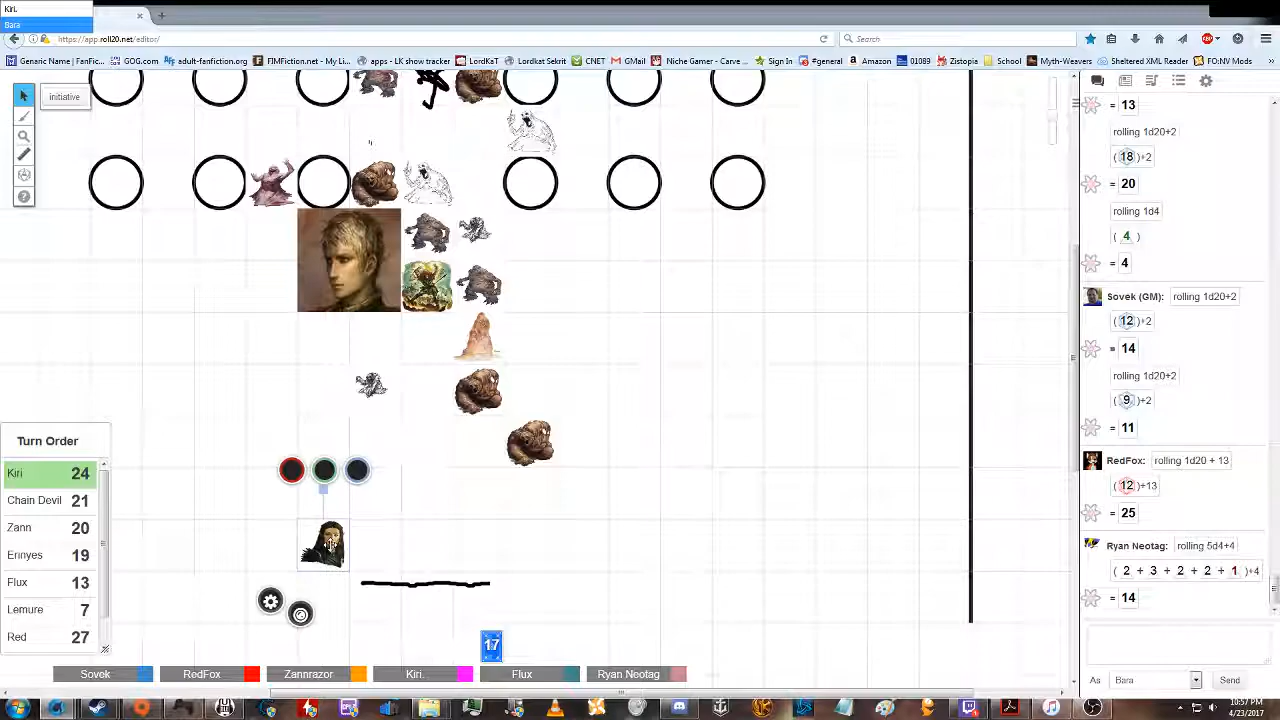 Kiri.
Bara
https://app.roll20.net/editor/
Search
Generic Name | FanFic...
GOG.com
adult-fanfiction.org
FIMFiction.net - My Li...
LordKaT
apps - LK show tracker
Lordkat Sekrit
CNET
GMail
Niche Gamer - Carve ...
Sign In
#general
Amazon
01089
Zistopia
School
Myth-Weavers
Sheltered XML Reader
FO:NV Mods
initiative
= 13
rolling 1d20+2
(18)+2
= 20
rolling 1d4
( 4 )
= 4
Sovek (GM): rolling 1d20+2
(12)+2
= 14
rolling 1d20+2
( 9 )+2
= 11
RedFox: rolling 1d20 + 13
(12)+13
= 25
Ryan Neotag: rolling 5d4+4
( 2 + 3 + 2 + 2 + 2 + 1 )+4
= 14
Turn Order
Kiri 24
Chain Devil 21
Zann 20
Erinyes 19
Flux 13
Lemure 7
Red 27
17
Sovek
RedFox
Zannrazor
Kiri.
Flux
Ryan Neotag
As Bara Send
10:57 PM
4/23/2017